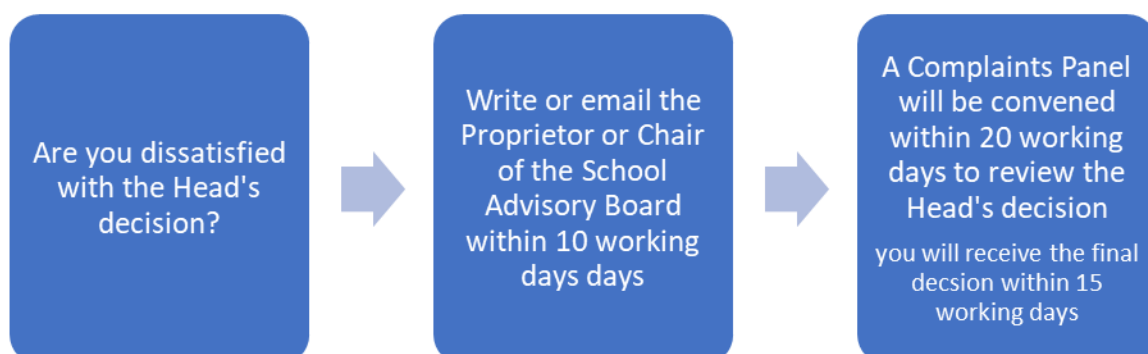 Are you dissatisfied
with the Head's
decision?
Write or email the
Proprietor or Chair
of the School
Advisory Board
within 10 working
days days
A Complaints Panel
will be convened
within 20 working
days to review the
Head's decision
you will receive the final
decsion within 15
working days